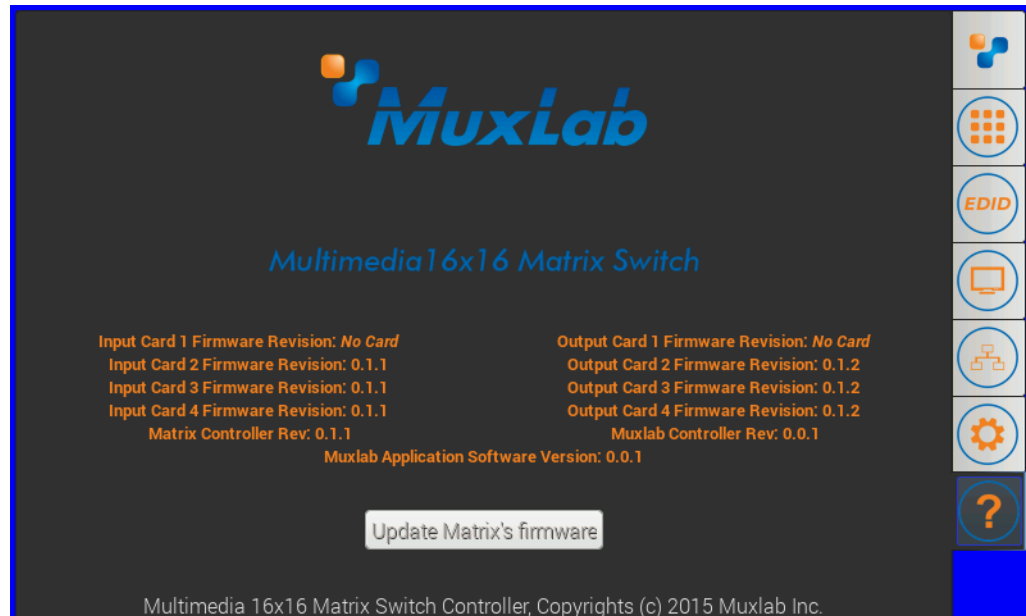 MuxLab
Multimedia16x16 Matrix Switch
Input Card 1 Firmware Revision: No Card
Input Card 2 Firmware Revision: 0.1.1
Input Card 3 Firmware Revision: 0.1.1
Input Card 4 Firmware Revision: 0.1.1
Matrix Controller Rev: 0.1.1
Output Card 1 Firmware Revision: No Card
Output Card 2 Firmware Revision: 0.1.2
Output Card 3 Firmware Revision: 0.1.2
Output Card 4 Firmware Revision: 0.1.2
Muxlab Controller Rev: 0.0.1
Muxlab Application Software Version: 0.0.1
Update Matrix's firmware
Multimedia 16x16 Matrix Switch Controller, Copyrights (c) 2015 Muxlab Inc.
EDID
?